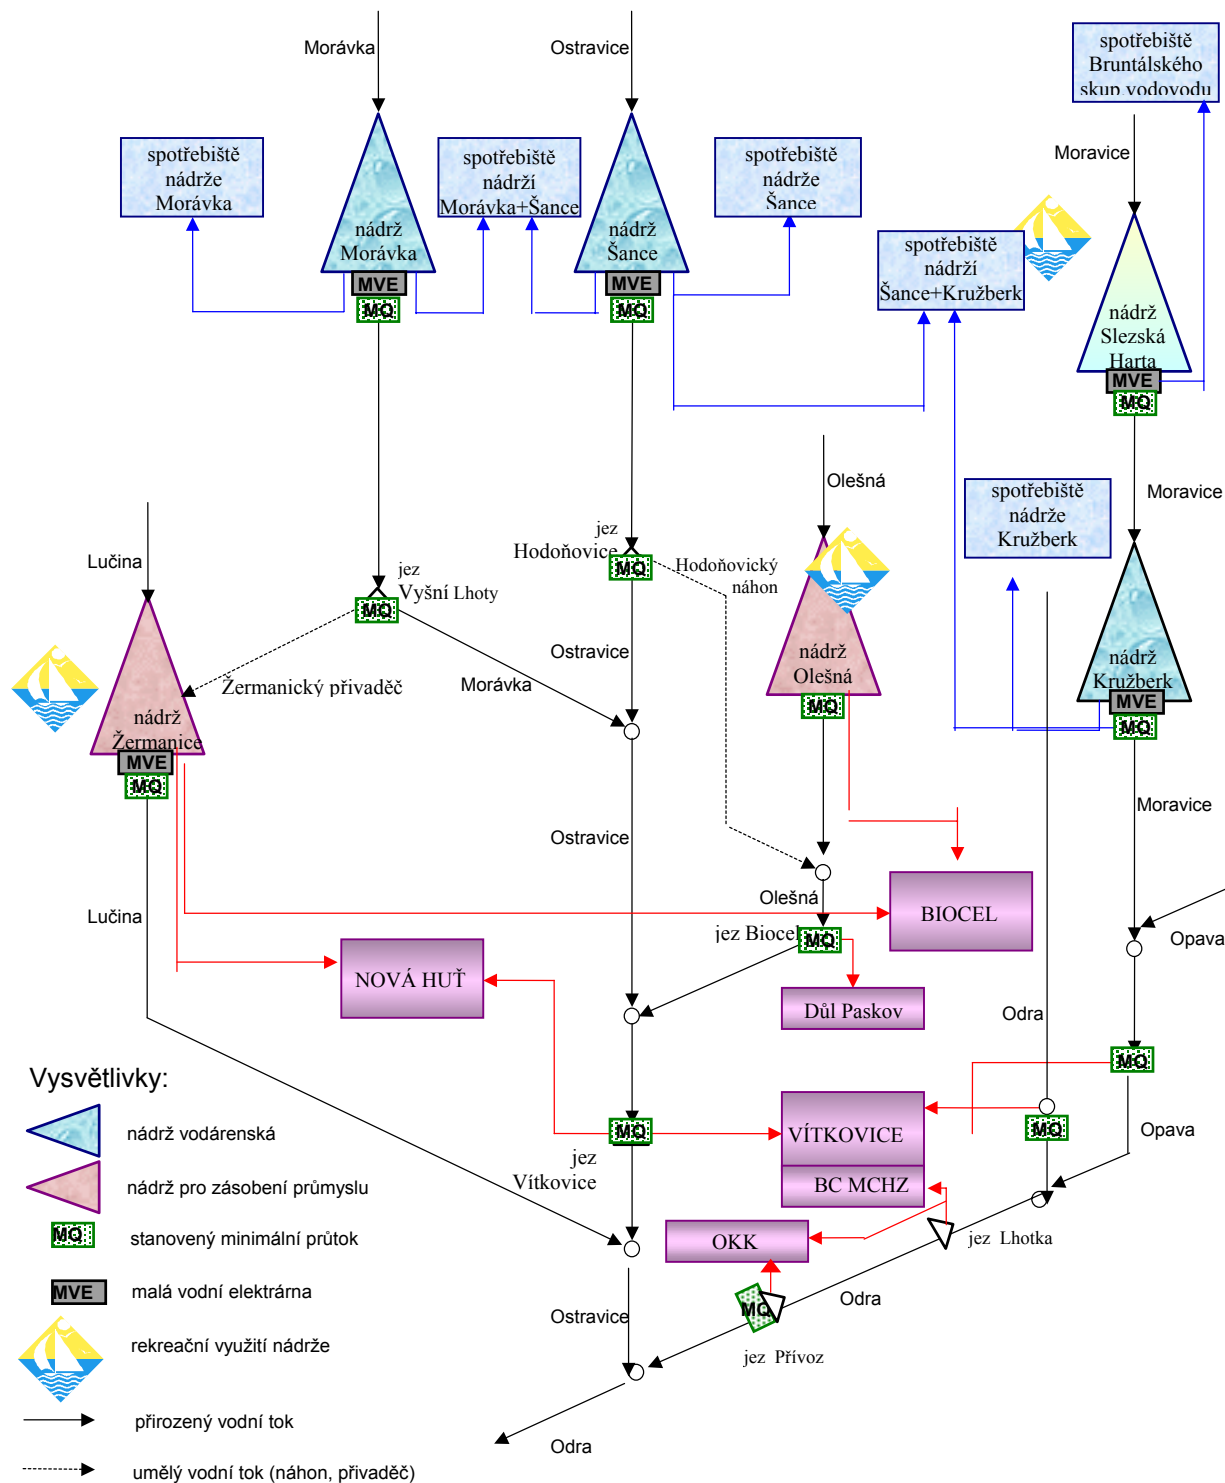 Morávka
Ostravice
spotřebiště
Bruntálského
skup.vodovodu
spotřebiště
nádrže
Morávka
spotřebiště
nádrží
Morávka+Šance
spotřebiště
nádrže
Šance
Moravice
nádrž
Morávka
MVE
MQ
nádrž
Šance
MVE
MQ
spotřebiště
nádrží
Šance+Kružberk
nádrž
Slezská
Harta
MVE
MQ
Olešná
Moravice
spotřebiště
nádrže
Kružberk
Lučina
jez
Vyšní Lhoty
MQ
jez
Hodoňovice
MQ
Hodoňovický
náhon
Žermanický přivaděč
Morávka
Ostravice
nádrž
Olešná
MQ
nádrž
Kružberk
MVE
MQ
nádrž
Žermanice
MVE
MQ
Ostravice
Moravice
Lučina
Olešná
jez Biocel
MQ
BIOCEL
Opava
NOVÁ HUŤ
Důl Paskov
Odra
MQ
Vysvětlivky:
nádrž vodárenská
nádrž pro zásobení průmyslu
MQ
stanovený minimální průtok
MVE
malá vodní elektrárna
rekreační využití nádrže
přirozený vodní tok
umělý vodní tok (náhon, přivaděč)
MQ
jez
Vítkovice
VÍTKOVICE
BC MCHZ
MQ
Opava
OKK
jez Lhotka
MQ
Odra
Ostravice
jez Přívoz
Odra